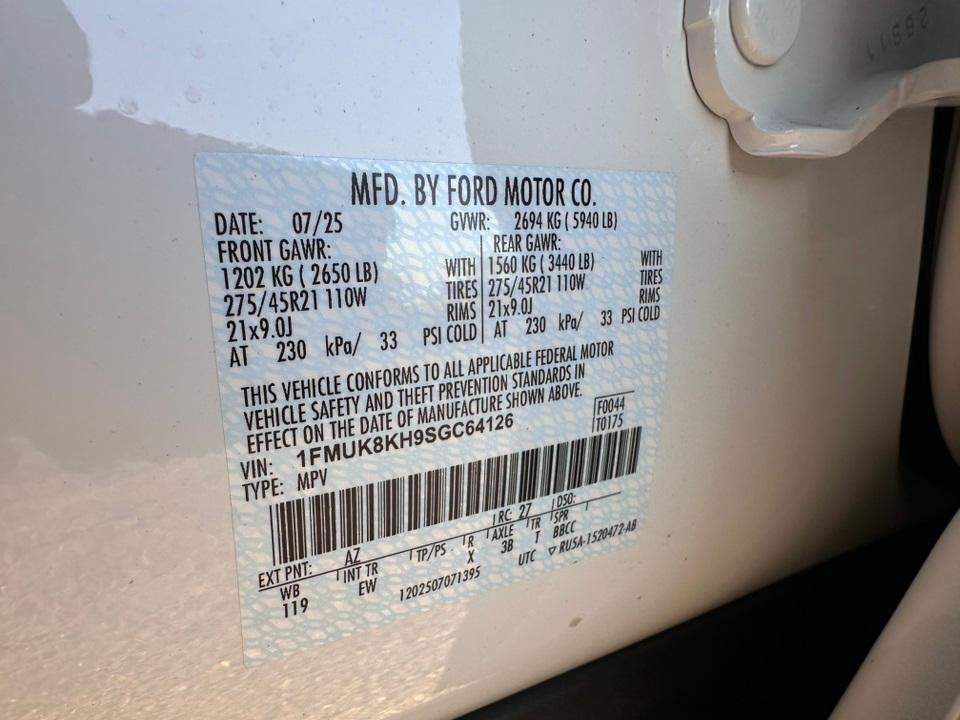 MFD. BY FORD MOTOR CO.
DATE: 07/25 GVWR: 2694 KG ( 5940 LB)
FRONT GAWR: REAR GAWR:
1202 KG ( 2650 LB) WITH 1560 KG ( 3440 LB) WITH
275/45R21 110W TIRES 275/45R21 110W TIRES
21x9.0J RIMS 21x9.0J RIMS
AT 230 kPa/ 33 PSI COLD AT 230 kPa/ 33 PSI COLD
THIS VEHICLE CONFORMS TO ALL APPLICABLE FEDERAL MOTOR
VEHICLE SAFETY AND THEFT PREVENTION STANDARDS IN
EFFECT ON THE DATE OF MANUFACTURE SHOWN ABOVE.
F0044
VIN: 1FMUK8KH9SGC64126 T0175
TYPE: MPV
EXT PNT: AZ RC: 27 DSO:
WB INT TR TP/PS R AXLE TR SPR
119 EW X 3B T BBCC
1202507071395 UTC ▽ RU5A-1520472-AB